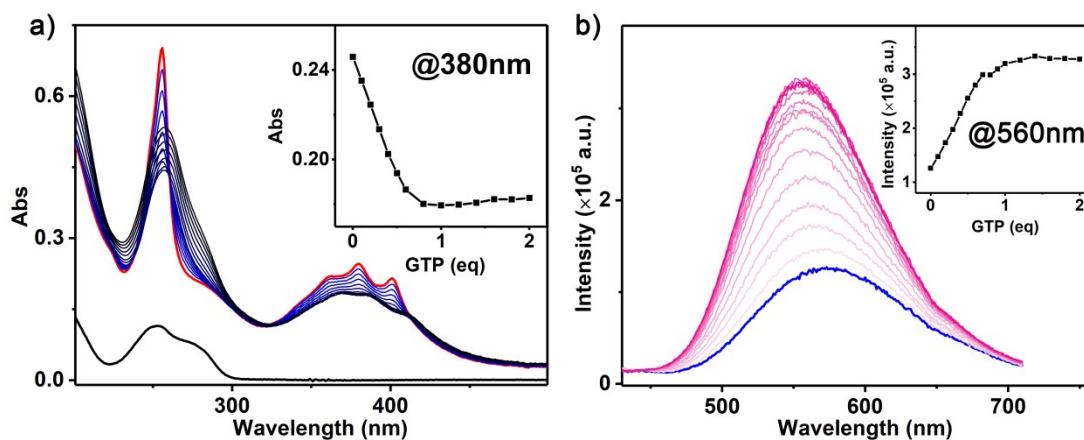 a)
@380nm
0.24
0.20
Abs
0 1 2
GTP (eq)
0.6
0.3
0.0
Abs
300 400
Wavelength (nm)
b)
@560nm
3
2
1
Intensity (×10⁵ a.u.)
0 1 2
GTP (eq)
2
0
Intensity (×10⁵ a.u.)
500 600 700
Wavelength (nm)